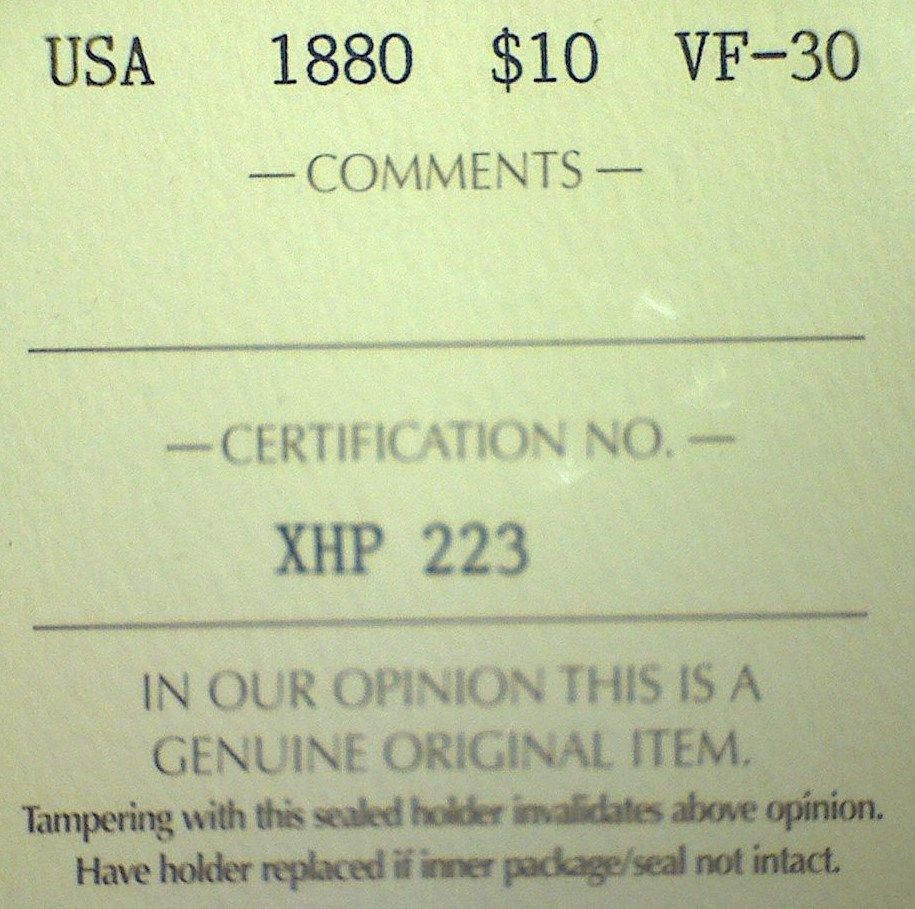 USA 1880 $10 VF-30
— COMMENTS —
— CERTIFICATION NO. —
XHP 223
IN OUR OPINION THIS IS A
GENUINE ORIGINAL ITEM.
Tampering with this sealed holder invalidates above opinion.
Have holder replaced if inner package/seal not intact.